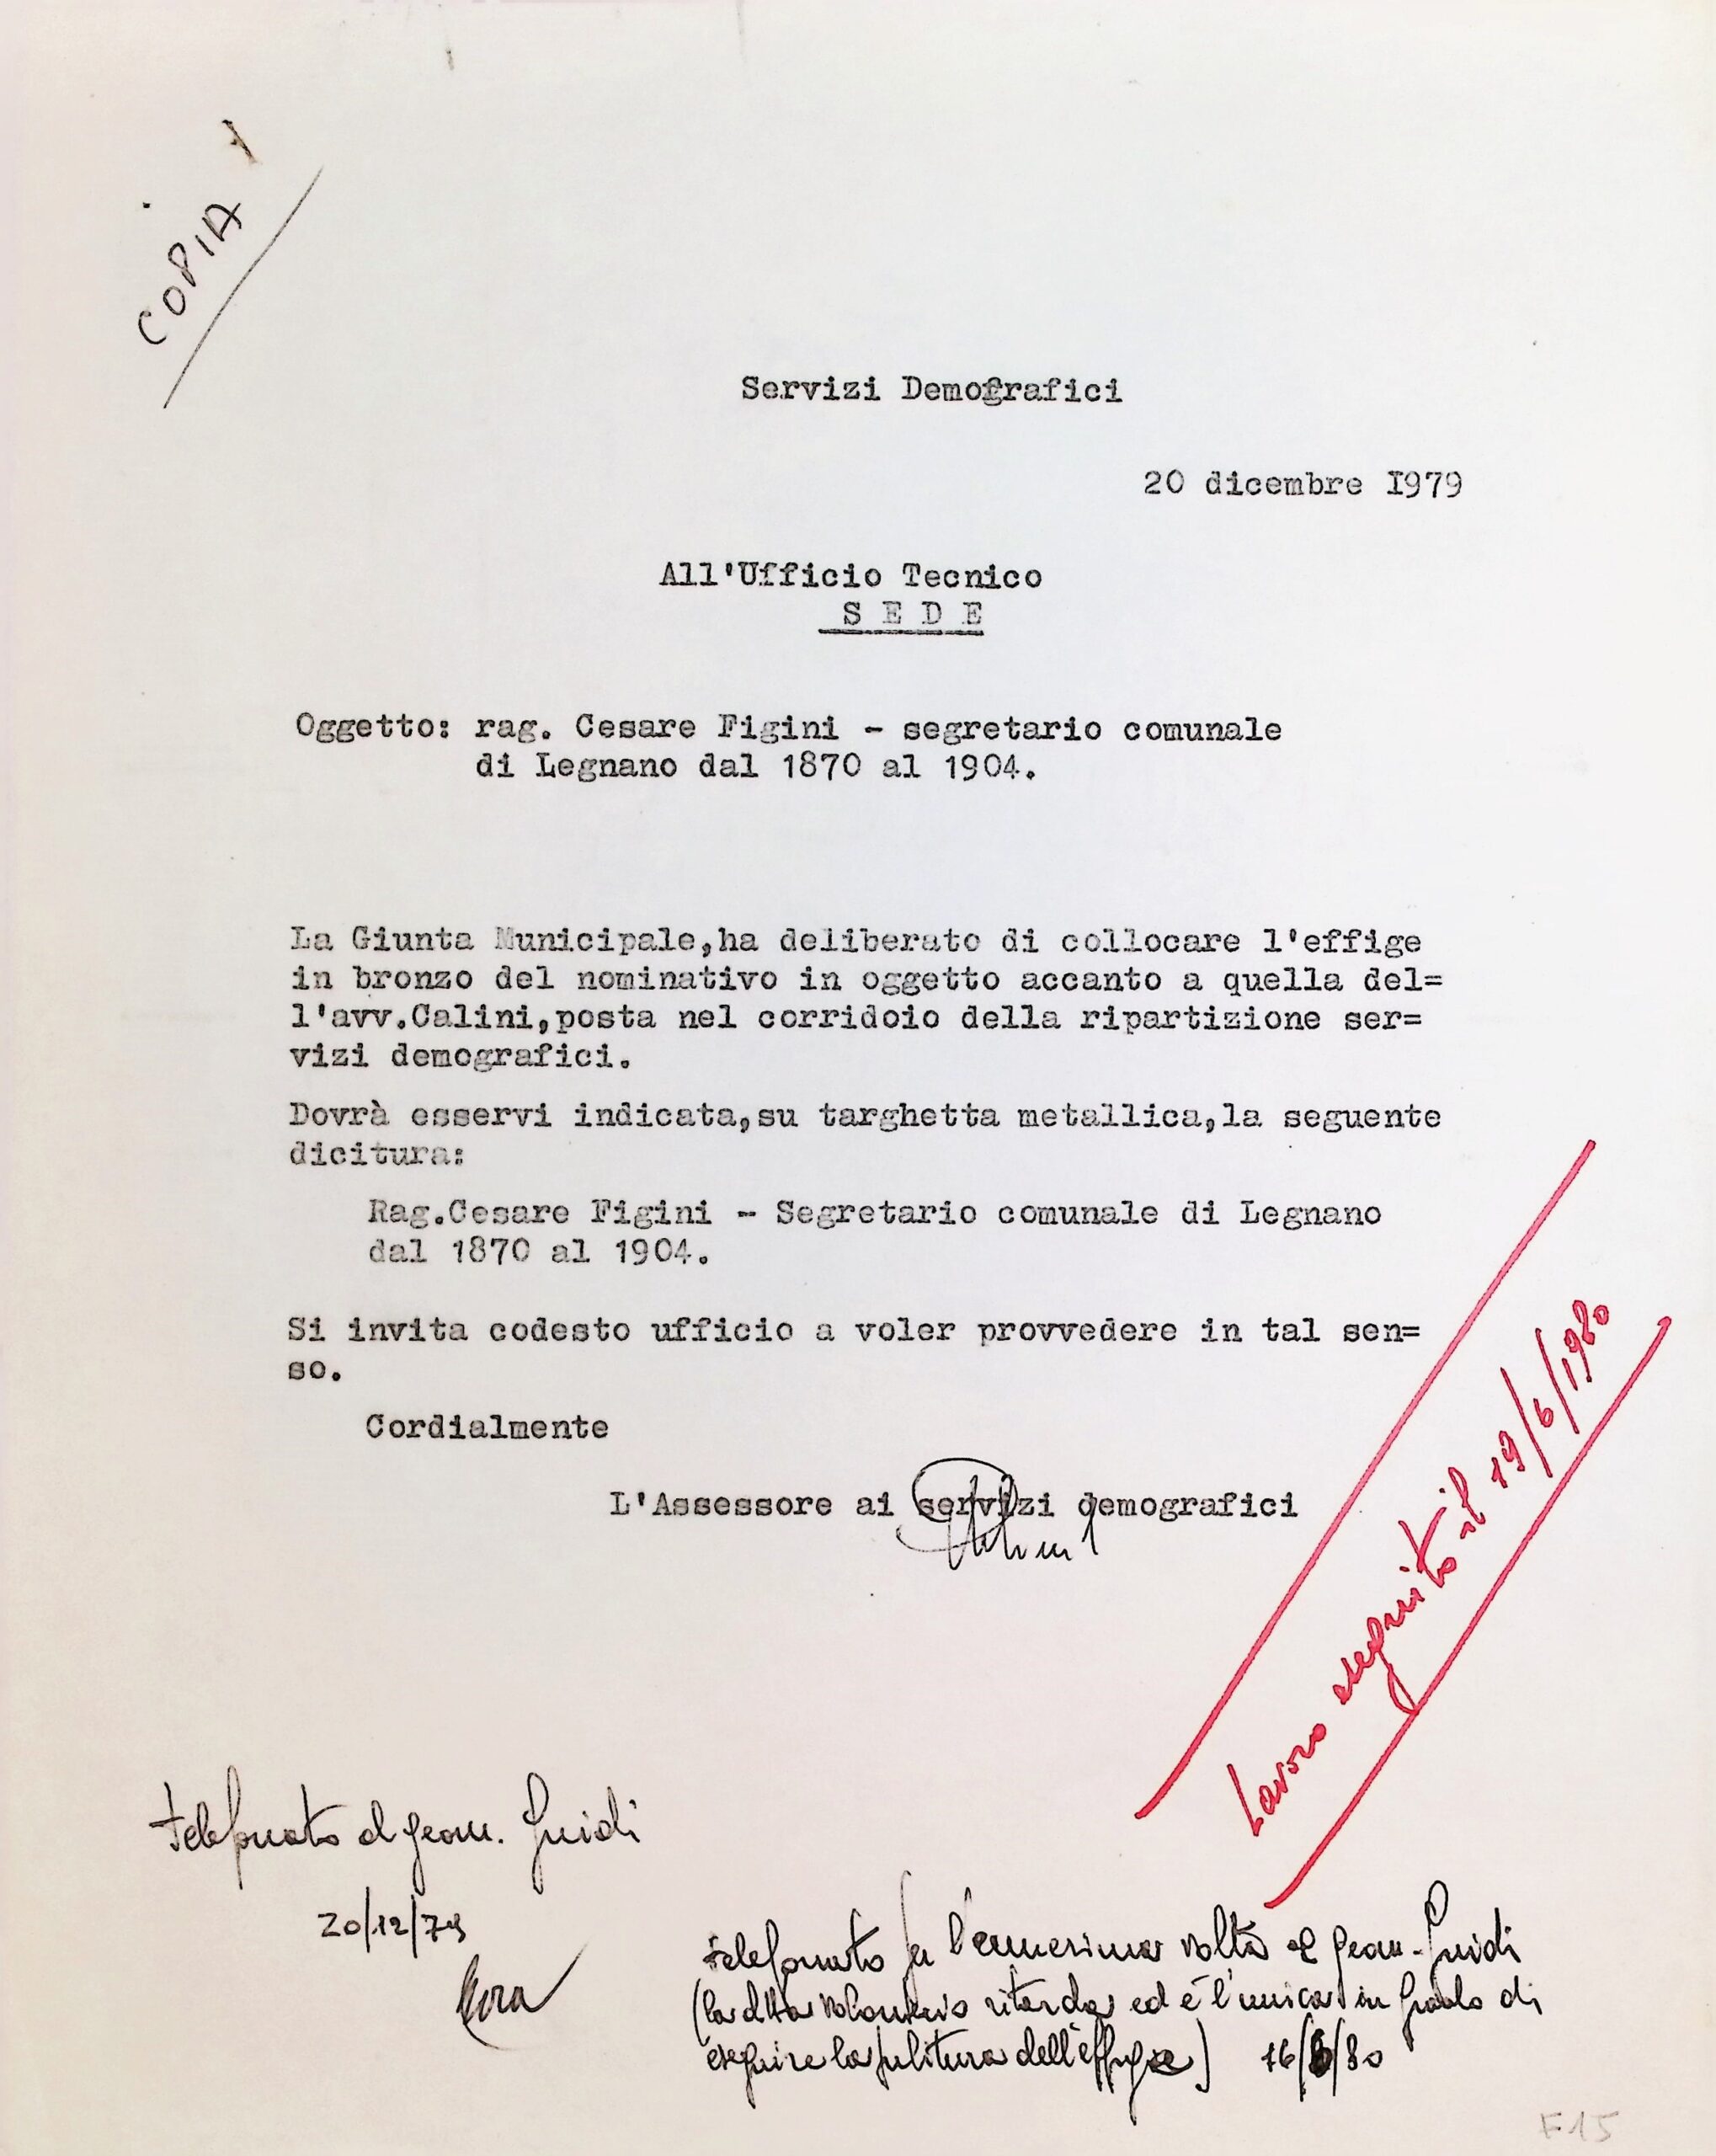 COPIA
Servizi Demografici
20 dicembre I979
All'Ufficio Tecnico
S E D E
Oggetto: rag. Cesare Figini - segretario comunale
di Legnano dal 1870 al 1904.
La Giunta Municipale,ha deliberato di collocare l'effige
in bronzo del nominativo in oggetto accanto a quella del=
l'avv.Calini,posta nel corridoio della ripartizione ser=
vizi demografici.
Dovrà esservi indicata,su targhetta metallica,la seguente
dicitura:
Rag.Cesare Figini - Segretario comunale di Legnano
dal 1870 al 1904.
Si invita codesto ufficio a voler provvedere in tal sen=
so.
Cordialmente
L'Assessore ai servizi demografici
Lavoro eseguito il 19/6/1980
telefonato al geom. Guidi
20/12/79
telefonato per l'ennesima volta al geom. Guidi
(la ditta Volonterio ritarda ed è l'unica in grado di
eseguire la pulitura dell'effige) 16/6/80
F15